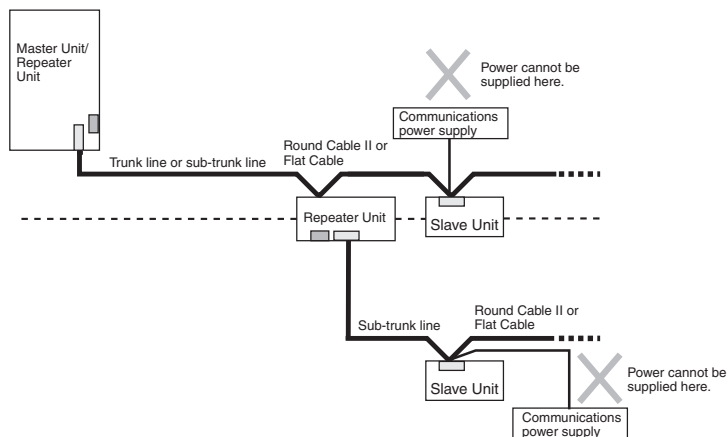 Master Unit/
Repeater
Unit
Power cannot be
supplied here.
Communications
power supply
Round Cable II or
Flat Cable
Trunk line or sub-trunk line
Repeater Unit
Slave Unit
Sub-trunk line
Round Cable II or
Flat Cable
Slave Unit
Power cannot be
supplied here.
Communications
power supply